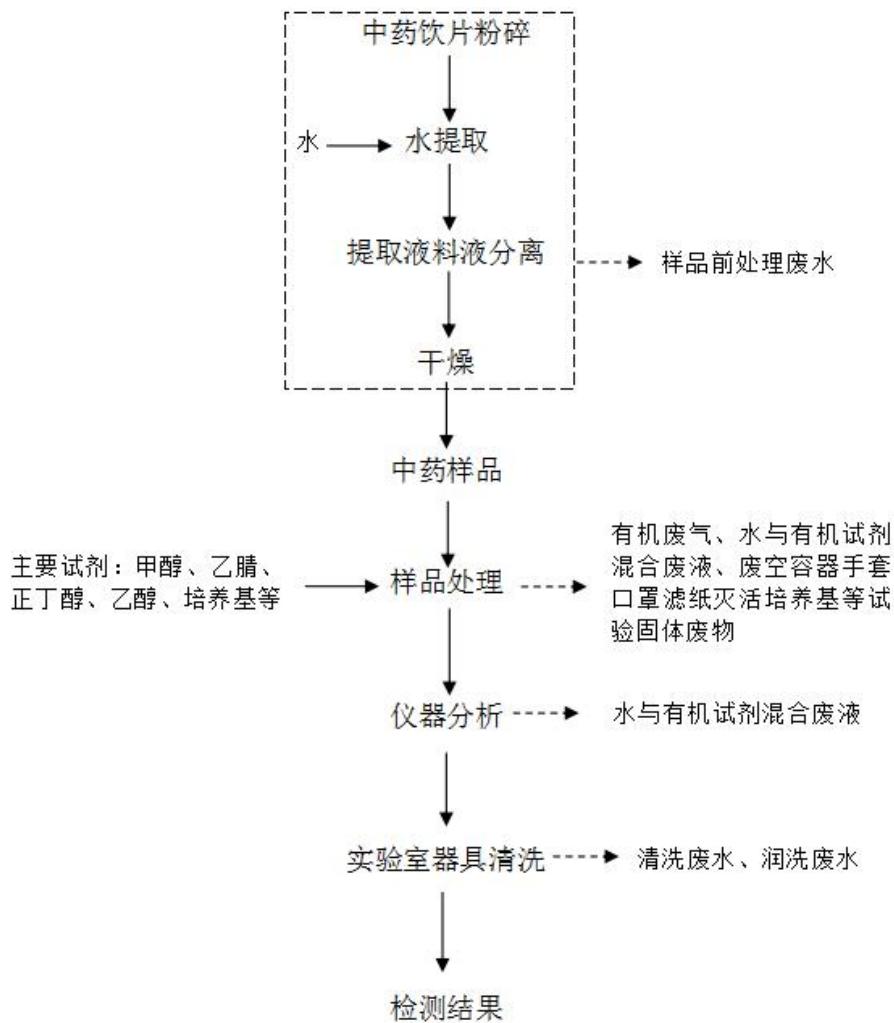 中药饮片粉碎
水
水提取
提取液料液分离
样品前处理废水
干燥
中药样品
主要试剂：甲醇、乙腈、
正丁醇、乙醇、培养基等
样品处理
有机废气、水与有机试剂
混合废液、废空容器手套
口罩滤纸灭活培养基等试
验固体废物
仪器分析
水与有机试剂混合废液
实验室器具清洗
清洗废水、润洗废水
检测结果